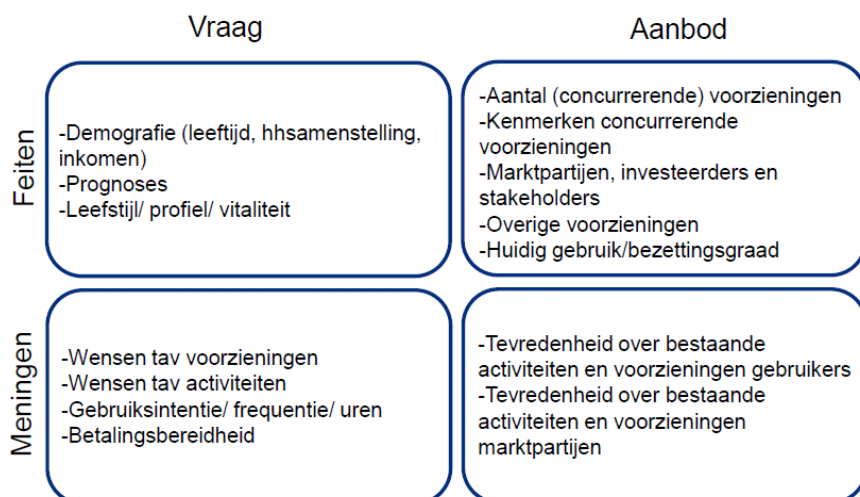 Vraag
Aanbod
Feiten
-Demografie (leeftijd, hhsamenstelling,
inkomen)
-Prognoses
-Leefstijl/ profiel/ vitaliteit
-Aantal (concurrerende) voorzieningen
-Kenmerken concurrerende
voorzieningen
-Marktpartijen, investeerders en
stakeholders
-Overige voorzieningen
-Huidig gebruik/bezettingsgraad
Meningen
-Wensen tav voorzieningen
-Wensen tav activiteiten
-Gebruiksintentie/ frequentie/ uren
-Betalingsbereidheid
-Tevredenheid over bestaande
activiteiten en voorzieningen gebruikers
-Tevredenheid over bestaande
activiteiten en voorzieningen
marktpartijen